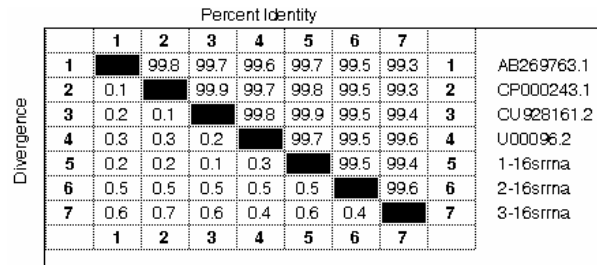 Percent Identity
1 2 3 4 5 6 7
1 99.8 99.7 99.6 99.7 99.5 99.3 1 AB269763.1
2 0.1 99.9 99.7 99.8 99.5 99.3 2 CP000243.1
3 0.2 0.1 99.8 99.9 99.5 99.4 3 CU928161.2
4 0.3 0.3 0.2 99.7 99.5 99.6 4 U00096.2
5 0.2 0.2 0.1 0.3 99.5 99.4 5 1-16srrna
6 0.5 0.5 0.5 0.5 0.5 99.6 6 2-16srrna
7 0.6 0.7 0.6 0.4 0.6 0.4 7 3-16srrna
1 2 3 4 5 6 7
Divergence